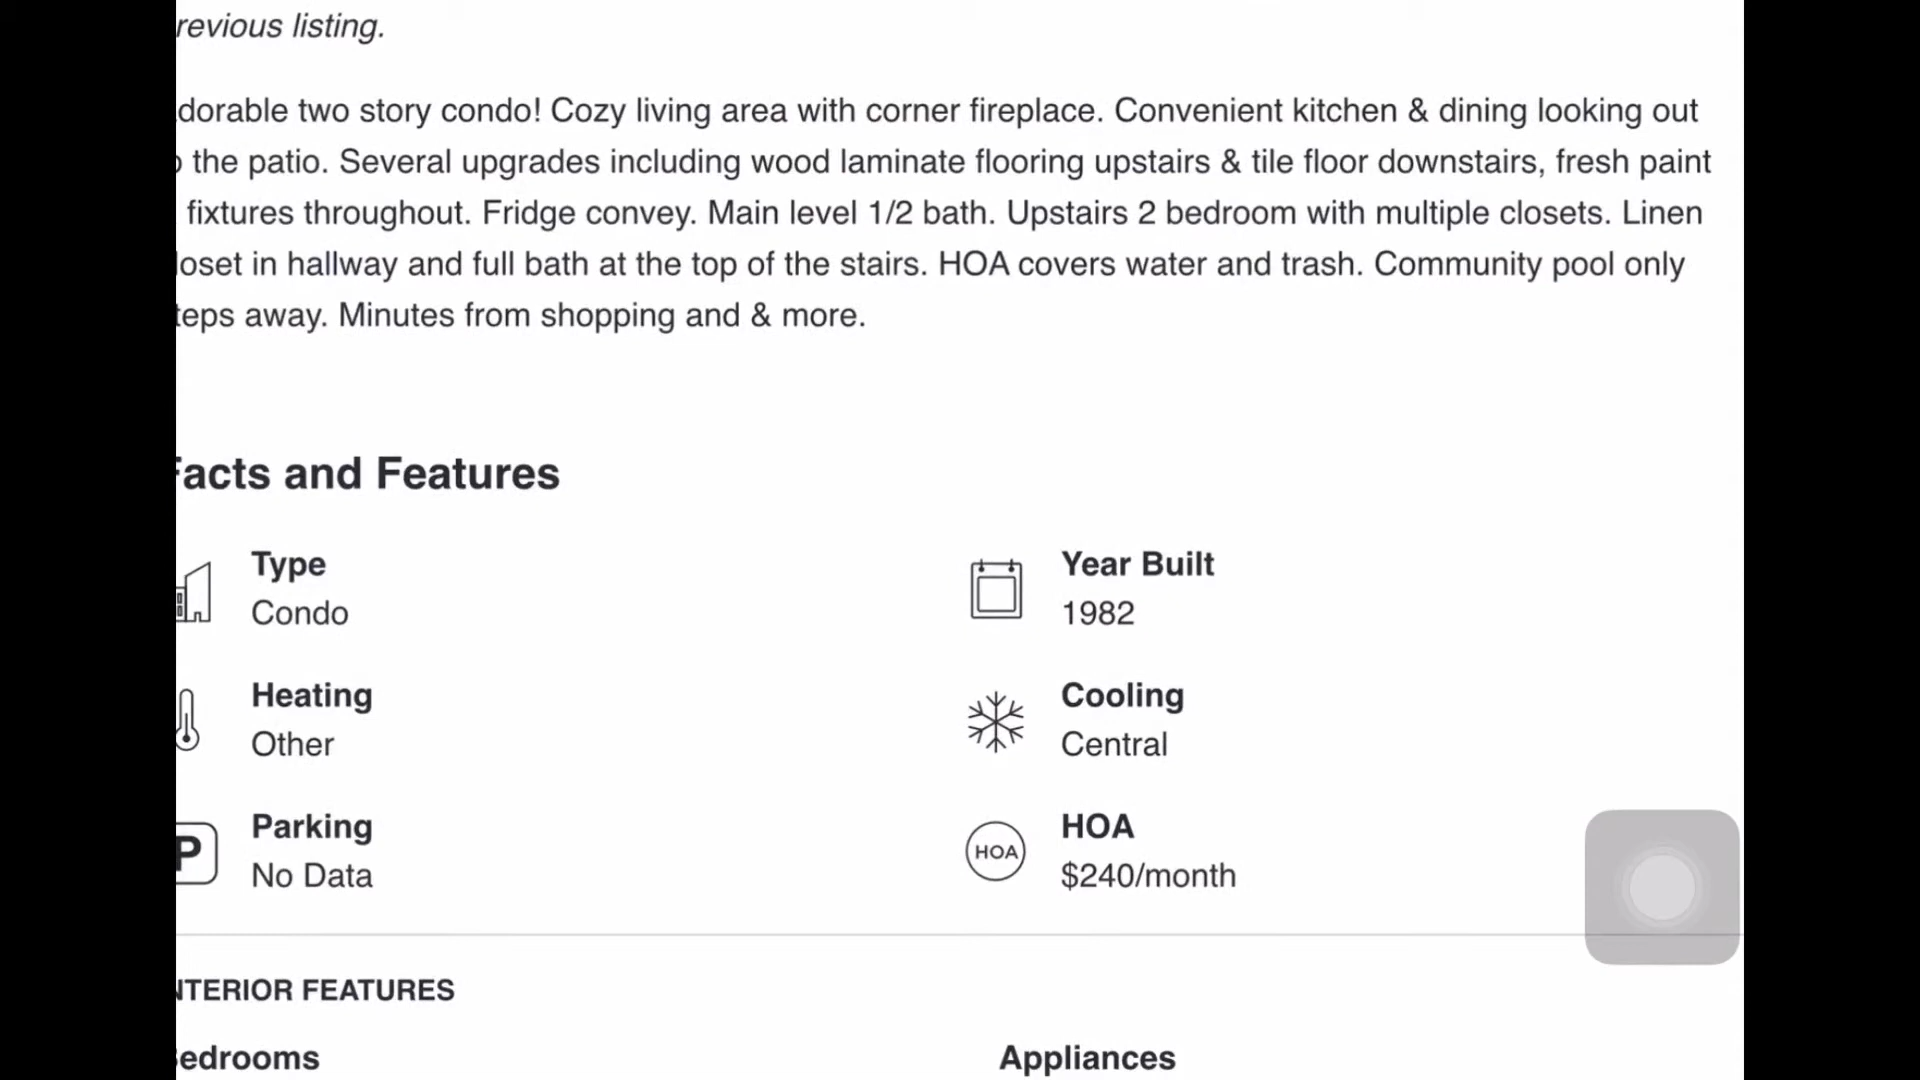 revious listing.
dorable two story condo! Cozy living area with corner fireplace. Convenient kitchen & dining looking out
the patio. Several upgrades including wood laminate flooring upstairs & tile floor downstairs, fresh paint
fixtures throughout. Fridge convey. Main level 1/2 bath. Upstairs 2 bedroom with multiple closets. Linen
loset in hallway and full bath at the top of the stairs. HOA covers water and trash. Community pool only
teps away. Minutes from shopping and & more.
Facts and Features
Type
Condo
Year Built
1982
Heating
Other
Cooling
Central
P
Parking
No Data
HOA
HOA
$240/month
NTERIOR FEATURES
Bedrooms
Appliances